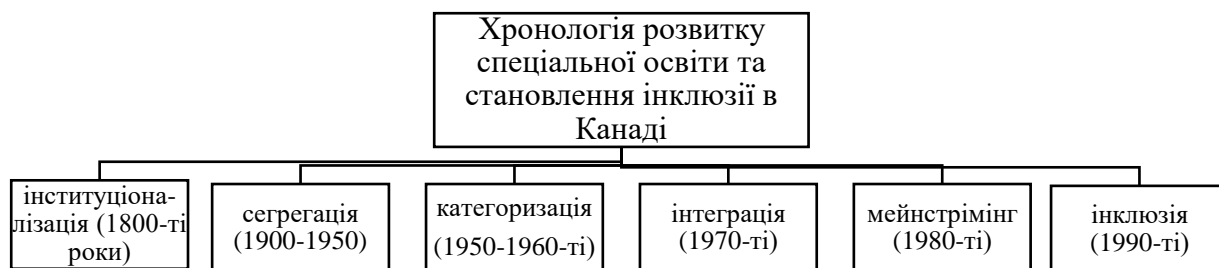 Хронологія розвитку
спеціальної освіти та
становлення інклюзії в
Канаді
інституціона-
лізація (1800-ті
роки)
сегрегація
(1900-1950)
категоризація
(1950-1960-ті)
інтеграція
(1970-ті)
мейнстрімінг
(1980-ті)
інклюзія
(1990-ті)